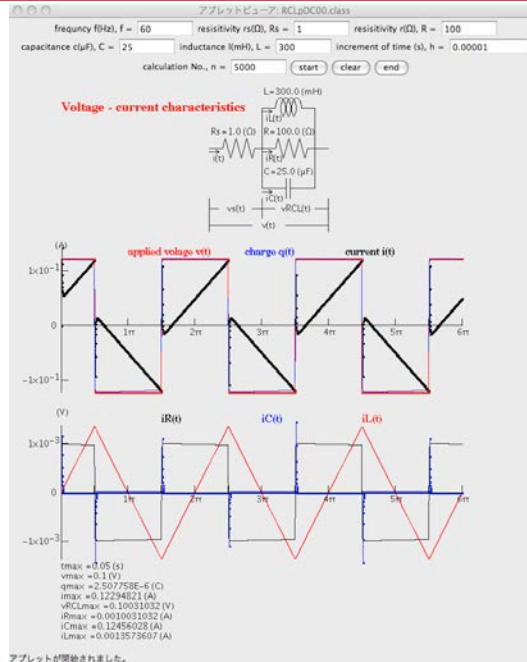 アプレットビューア: RCLpDC00.class
frequncy f(Hz), f = 60 resisitivity rs(Ω), Rs = 1 resisitivity r(Ω), R = 100
capacitance c(μF), C = 25 inductance l(mH), L = 300 increment of time (s), h = 0.00001
calculation No., n = 5000 start clear end
Voltage - current characteristics
L=300.0 (mH)
iL(t)
Rs=1.0 (Ω) R=100.0 (Ω)
i(t) iR(t)
C=25.0 (μF)
iC(t)
vs(t) vRCL(t)
v(t)
(A)
applied volage v(t) charge q(t) current i(t)
1×10⁻¹
0 1π 2π 3π 4π 5π 6π
−1×10⁻¹
(V)
iR(t) iC(t) iL(t)
1×10⁻³
0 1π 2π 3π 4π 5π 6π
−1×10⁻³
tmax =0.05 (s)
vmax =0.1 (V)
qmax =2.507758E-6 (C)
imax =0.12294821 (A)
vRCLmax =0.10031032 (V)
iRmax =0.0010031032 (A)
iCmax =0.12456028 (A)
iLmax =0.0013573607 (A)
アプレットが開始されました。